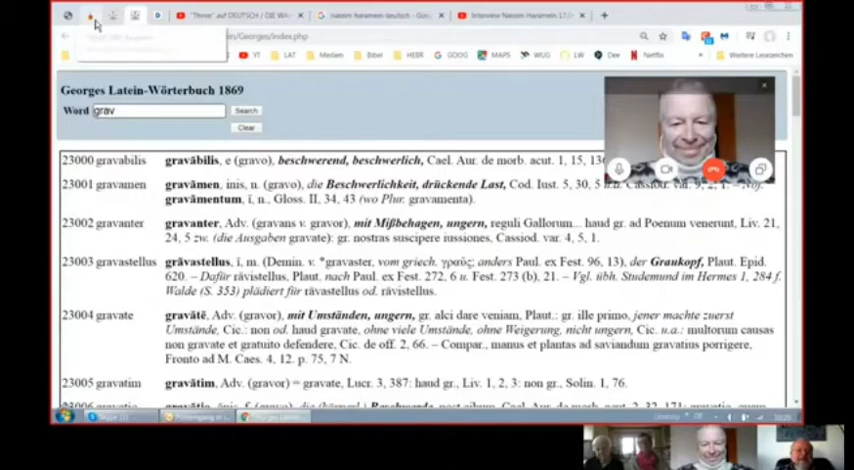 "Three" auf DEUTSCH / DIE WA
nassim haramein deutsch - Goo
Interview Nassim Haramein 17.0
in/Georges/index.php
YT
LAT
Medien
Bibel
HEBR
GOOG
MAPS
WUG
LW
Dee
Netflix
Weitere Lesezeichen
Georges Latein-Wörterbuch 1869
Word grav Search
Clear
23000 gravabilis gravābilis, e (gravo), beschwerend, beschwerlich, Cael. Aur. de morb. acut. 1, 15,
23001 gravamen gravāmen, inis, n. (gravo), die Beschwerlichkeit, drückende Last, Cod. Iust. 5, 30, 5 u.ö. Cassiod. var. 9, 2, 1. – Nbf.
gravāmentum, ī, n., Gloss. II, 34, 43 (wo Plur. gravamenta).
23002 gravanter gravanter, Adv. (gravans v. gravor), mit Mißbehagen, ungern, reguli Gallorum... haud gr. ad Poenum venerunt, Liv. 21,
24, 5 zw. (die Ausgaben gravate): gr. nostras suscipere iussiones, Cassiod. var. 4, 5, 1.
23003 gravastellus grāvastellus, ī, m. (Demin. v. *gravaster, vom griech. γραῦς; anders Paul. ex Fest. 96, 13), der Graukopf, Plaut. Epid.
620. – Dafür rāvistellus, Plaut. nach Paul. ex Fest. 272, 6 u. Fest. 273 (b), 21. – Vgl. übh. Studemund im Hermes 1, 284 f.
Walde (S. 353) plädiert für rāvastellus od. rāvistellus.
23004 gravate gravātē, Adv. (gravor), mit Umständen, ungern, gr. alci dare veniam, Plaut.: gr. ille primo, jener machte zuerst
Umstände, Cic.: non od. haud gravate, ohne viele Umstände, ohne Weigerung, nicht ungern, Cic. u.a.: multorum causas
non gravate et gratuito defendere, Cic. de off. 2, 66. – Compar., manus et plantas ad saviandum gravatius porrigere,
Fronto ad M. Caes. 4, 12. p. 75, 7 N.
23005 gravatim gravātim, Adv. (gravor) = gravate, Lucr. 3, 387: haud gr., Liv. 1, 2, 3: non gr., Solin. 1, 76.
Georges Latein-